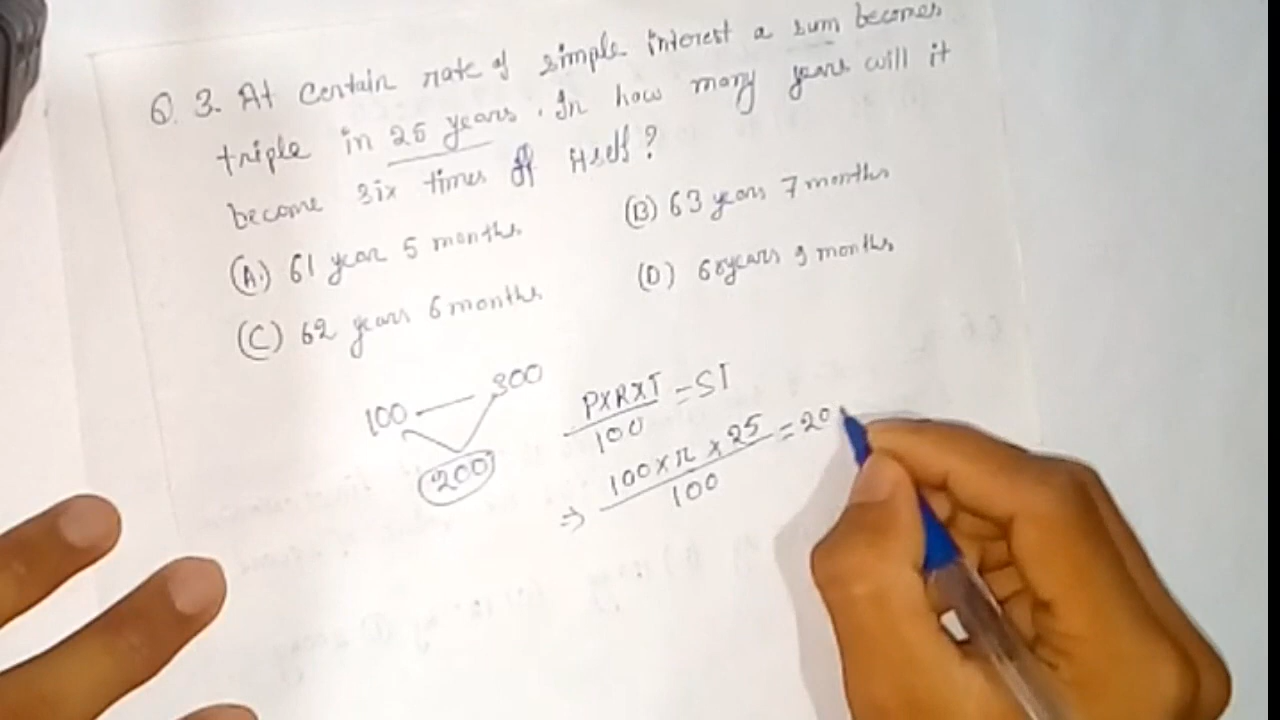 Q. 3. At certain rate of simple interest a sum becomes
triple in 25 years. In how many years will it
become six times of itself?
(A.) 61 year 5 months
(B) 63 years 7 months
(C) 62 years 6 months
(D) years 9 months
100 300
200
PXRXT = SI
100
⇒ 100 × r × 25 = 20
100